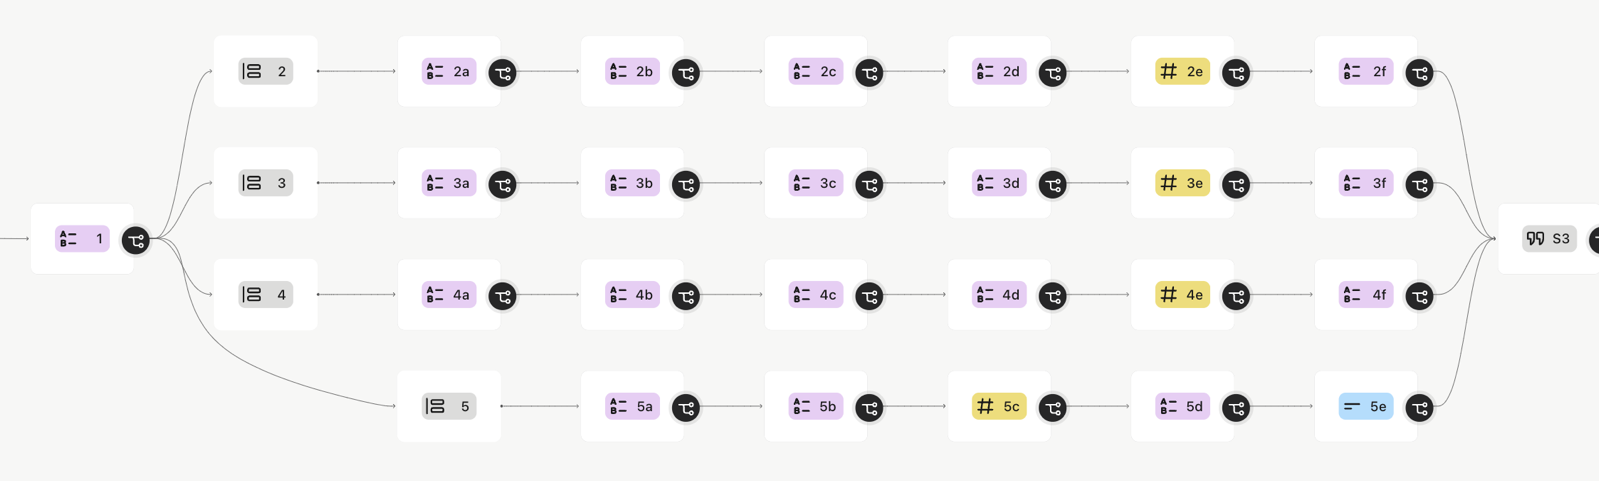 A B 1
2
A B 2a
A B 2b
A B 2c
A B 2d
# 2e
A B 2f
3
A B 3a
A B 3b
A B 3c
A B 3d
# 3e
A B 3f
4
A B 4a
A B 4b
A B 4c
A B 4d
# 4e
A B 4f
5
A B 5a
A B 5b
# 5c
A B 5d
5e
S3